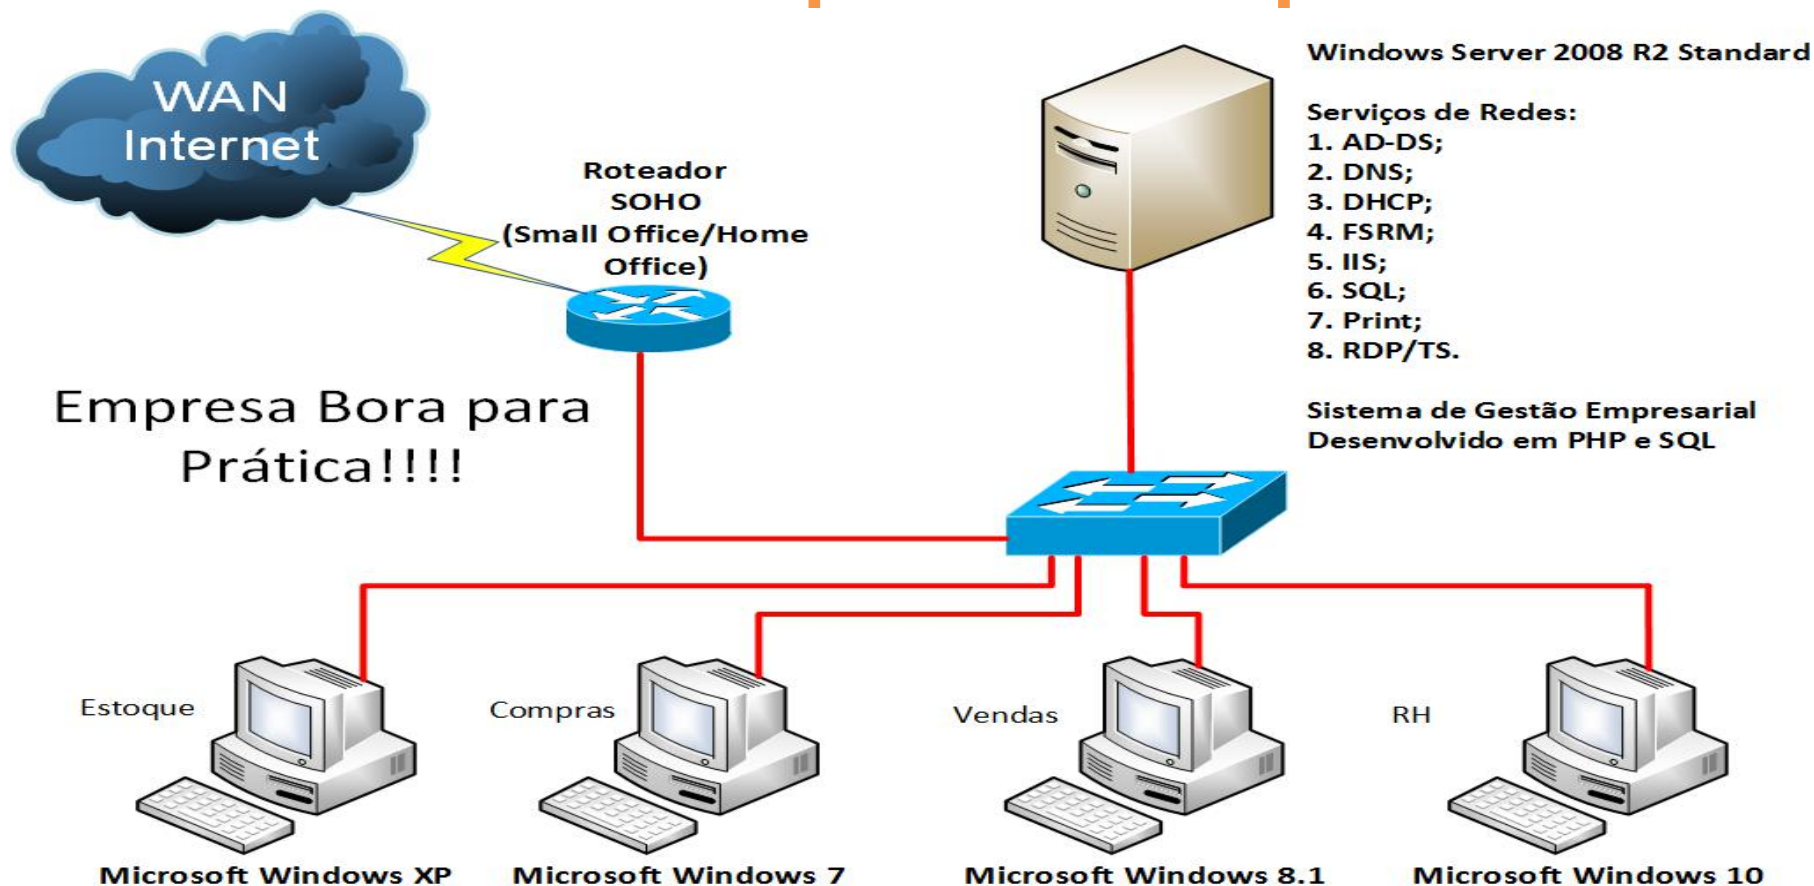 WAN
Internet
Roteador
SOHO
(Small Office/Home
Office)
Empresa Bora para
Prática!!!!
Windows Server 2008 R2 Standard
Serviços de Redes:
1. AD-DS;
2. DNS;
3. DHCP;
4. FSRM;
5. IIS;
6. SQL;
7. Print;
8. RDP/TS.
Sistema de Gestão Empresarial
Desenvolvido em PHP e SQL
Estoque
Compras
Vendas
RH
Microsoft Windows XP
Microsoft Windows 7
Microsoft Windows 8.1
Microsoft Windows 10